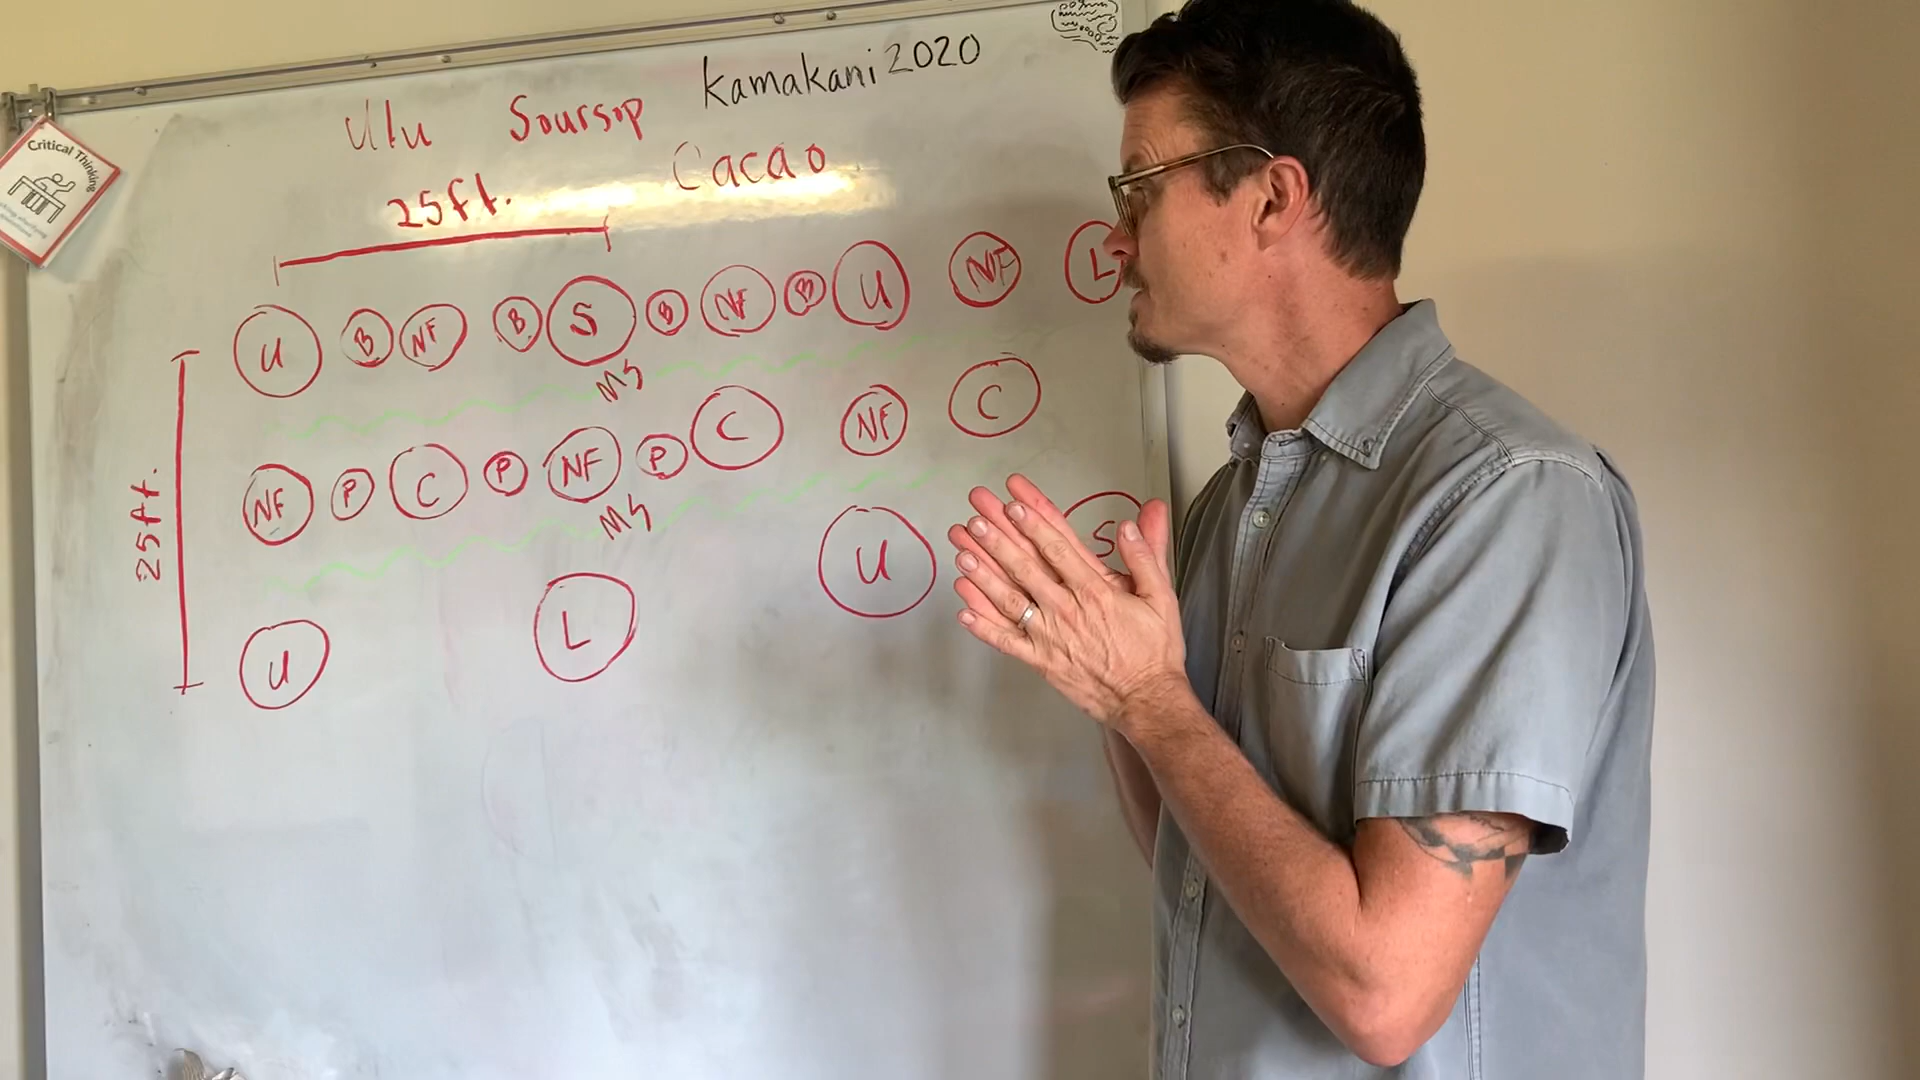 Kamakani 2020
Ulu Soursop
Cacao
25ft.
Critical Thinking
U B NF B S B NF B U NF L
MS
NF P C P NF P C NF C
25ft.
MS
U L U S